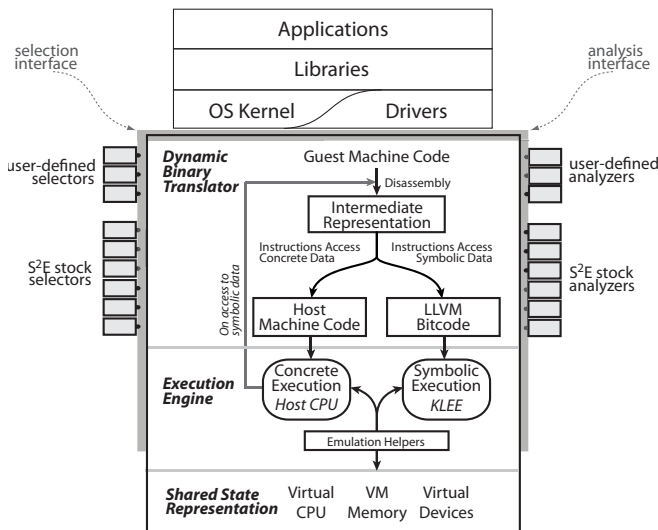 Applications
selection
interface
analysis
interface
Libraries
OS Kernel
Drivers
user-defined
selectors
Dynamic
Binary
Translator
Guest Machine Code
Disassembly
user-defined
analyzers
Intermediate
Representation
Instructions Access
Concrete Data
Instructions Access
Symbolic Data
S²E stock
selectors
S²E stock
analyzers
On access to
symbolic data
Host
Machine Code
LLVM
Bitcode
Execution
Engine
Concrete
Execution
Host CPU
Symbolic
Execution
KLEE
Emulation Helpers
Shared State
Representation
Virtual
CPU
VM
Memory
Virtual
Devices